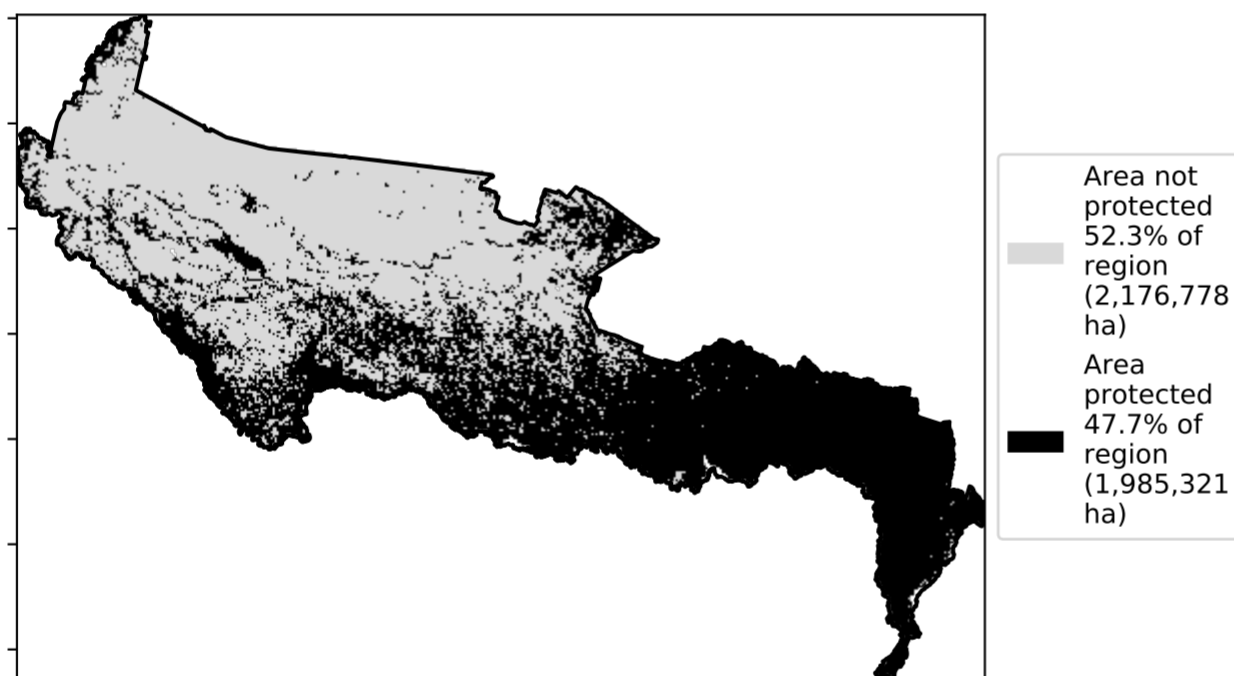 Area not
protected
52.3% of
region
(2,176,778
ha)
Area
protected
47.7% of
region
(1,985,321
ha)